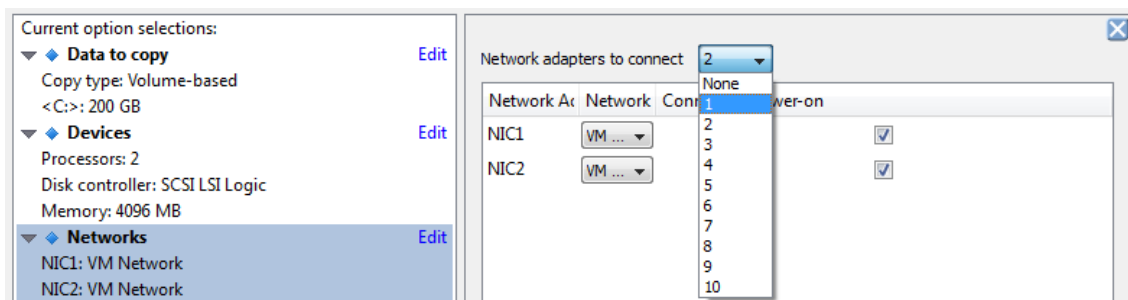 Current option selections:
Data to copy Edit
Copy type: Volume-based
<C:>: 200 GB
Devices Edit
Processors: 2
Disk controller: SCSI LSI Logic
Memory: 4096 MB
Networks Edit
NIC1: VM Network
NIC2: VM Network
Network adapters to connect 2
None
1
2
3
4
5
6
7
8
9
10
Network Network
wer-on
NIC1 VM ...
NIC2 VM ...